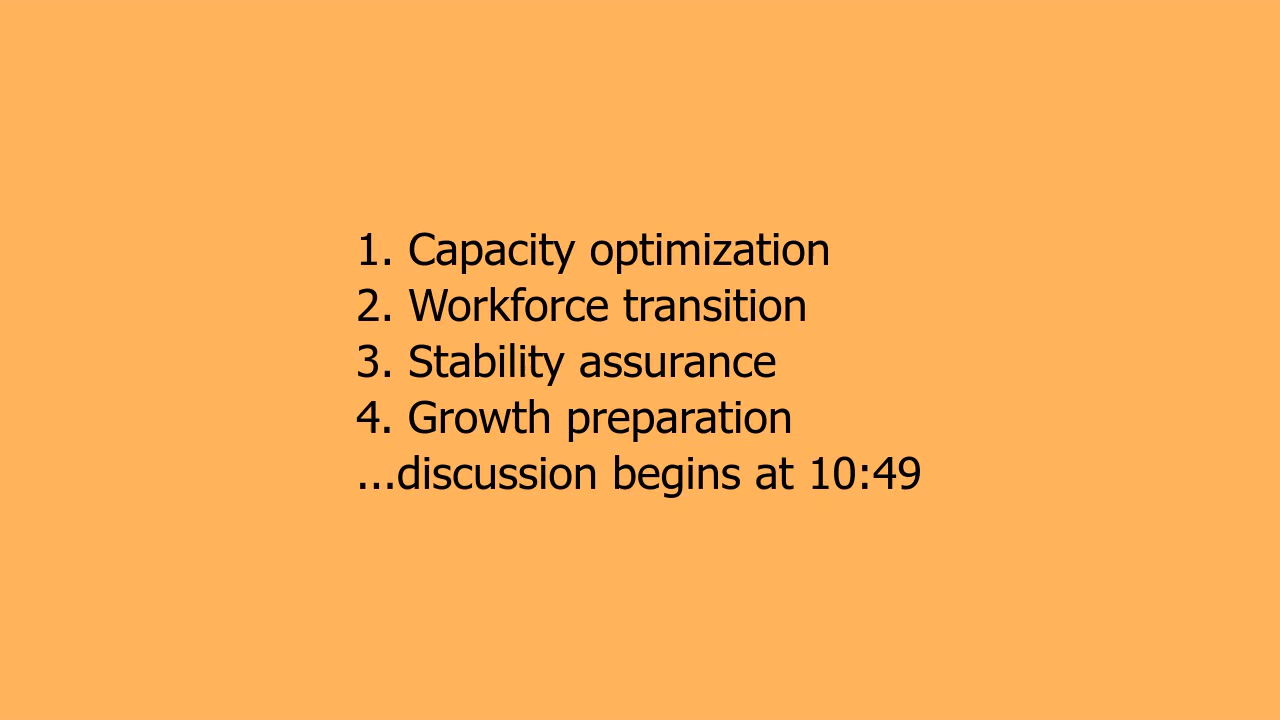 1. Capacity optimization
2. Workforce transition
3. Stability assurance
4. Growth preparation
...discussion begins at 10:49